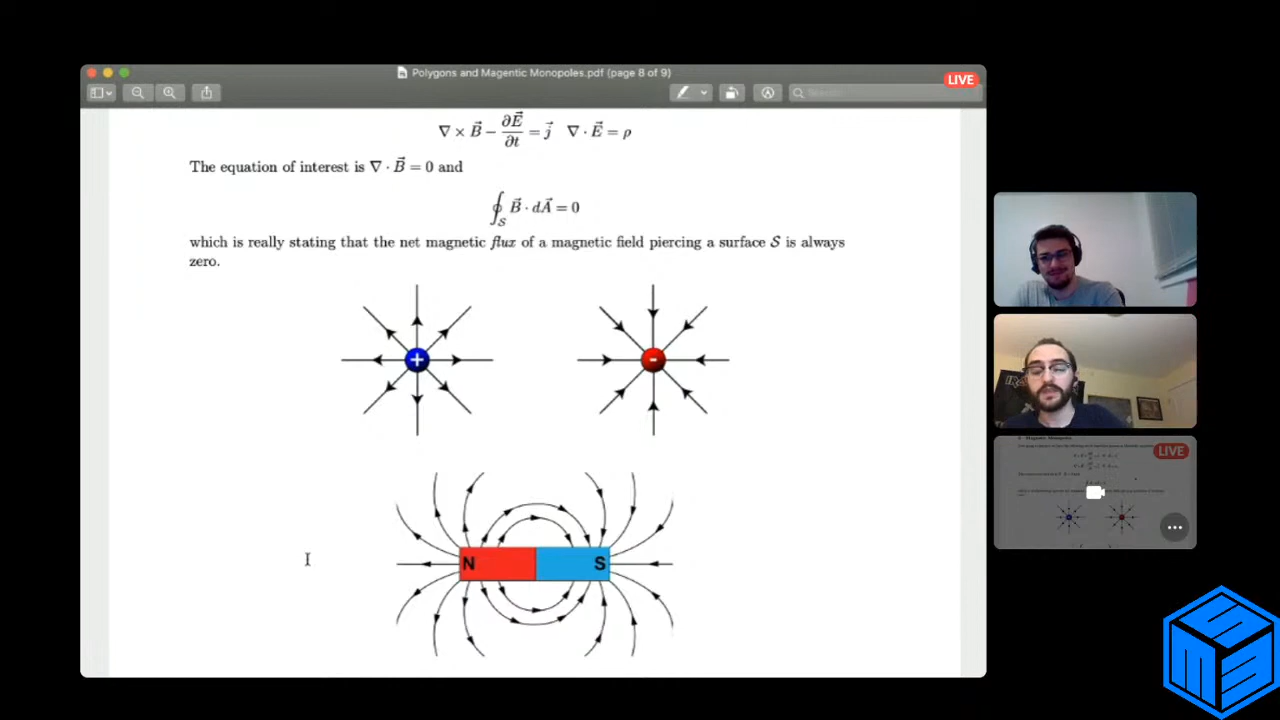 Polygons and Magentic Monopoles.pdf (page 8 of 9)
LIVE
Search
∇ × B⃗ − ∂E⃗/∂t = j⃗ ∇ · E⃗ = ρ
The equation of interest is ∇ · B⃗ = 0 and
∮_S B⃗ · dA⃗ = 0
which is really stating that the net magnetic flux of a magnetic field piercing a surface S is always
zero.
+ -
N S
LIVE